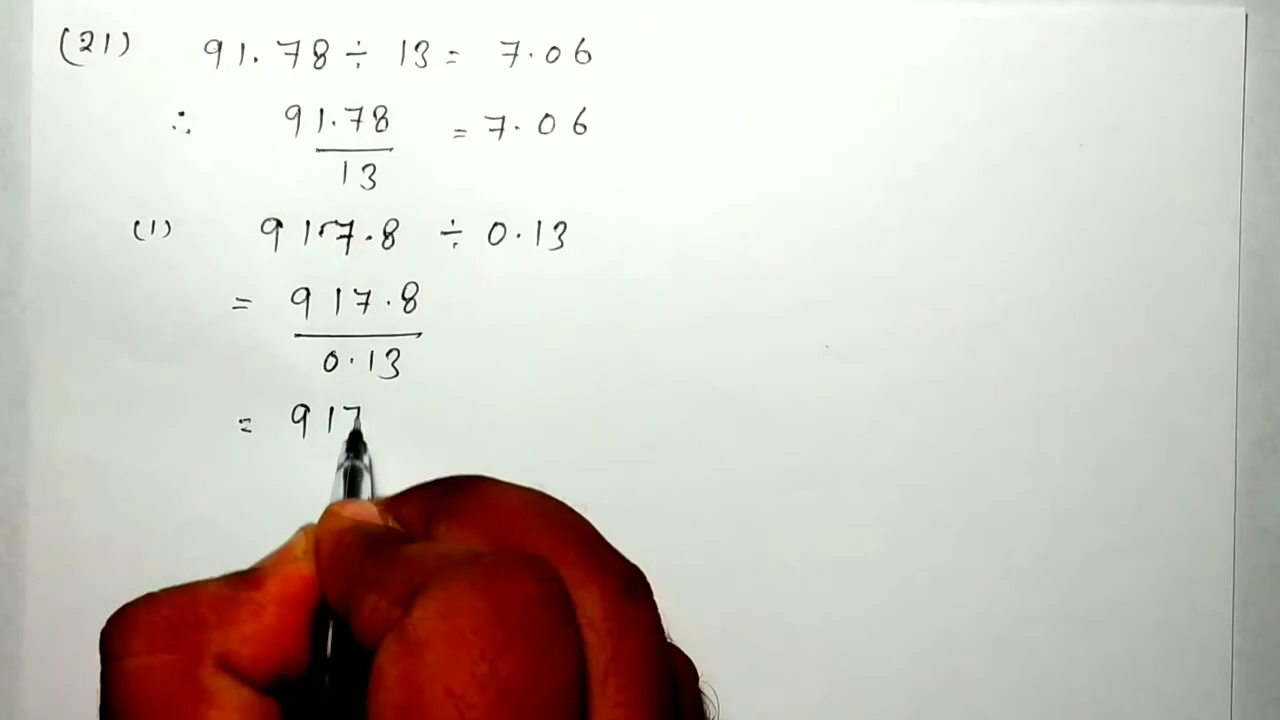 (21) 91.78 ÷ 13 = 7.06
∴ 91.78 = 7.06
13
(1) 917.8 ÷ 0.13
= 917.8
0.13
= 917